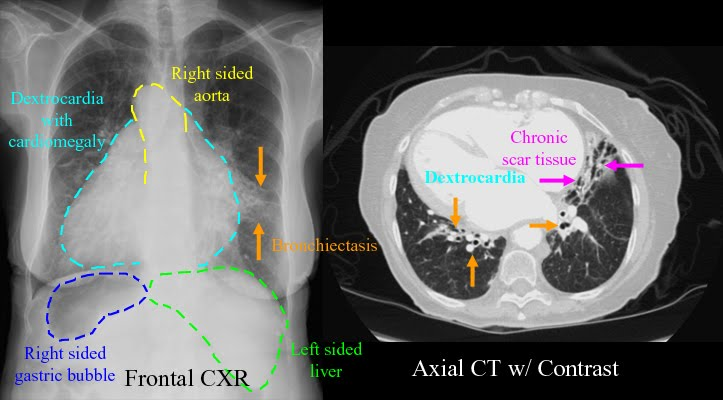 Right sided
aorta
Dextrocardia
with
cardiomegaly
Bronchiectasis
Right sided
gastric bubble
Left sided
liver
Frontal CXR
Chronic
scar tissue
Dextrocardia
Axial CT w/ Contrast